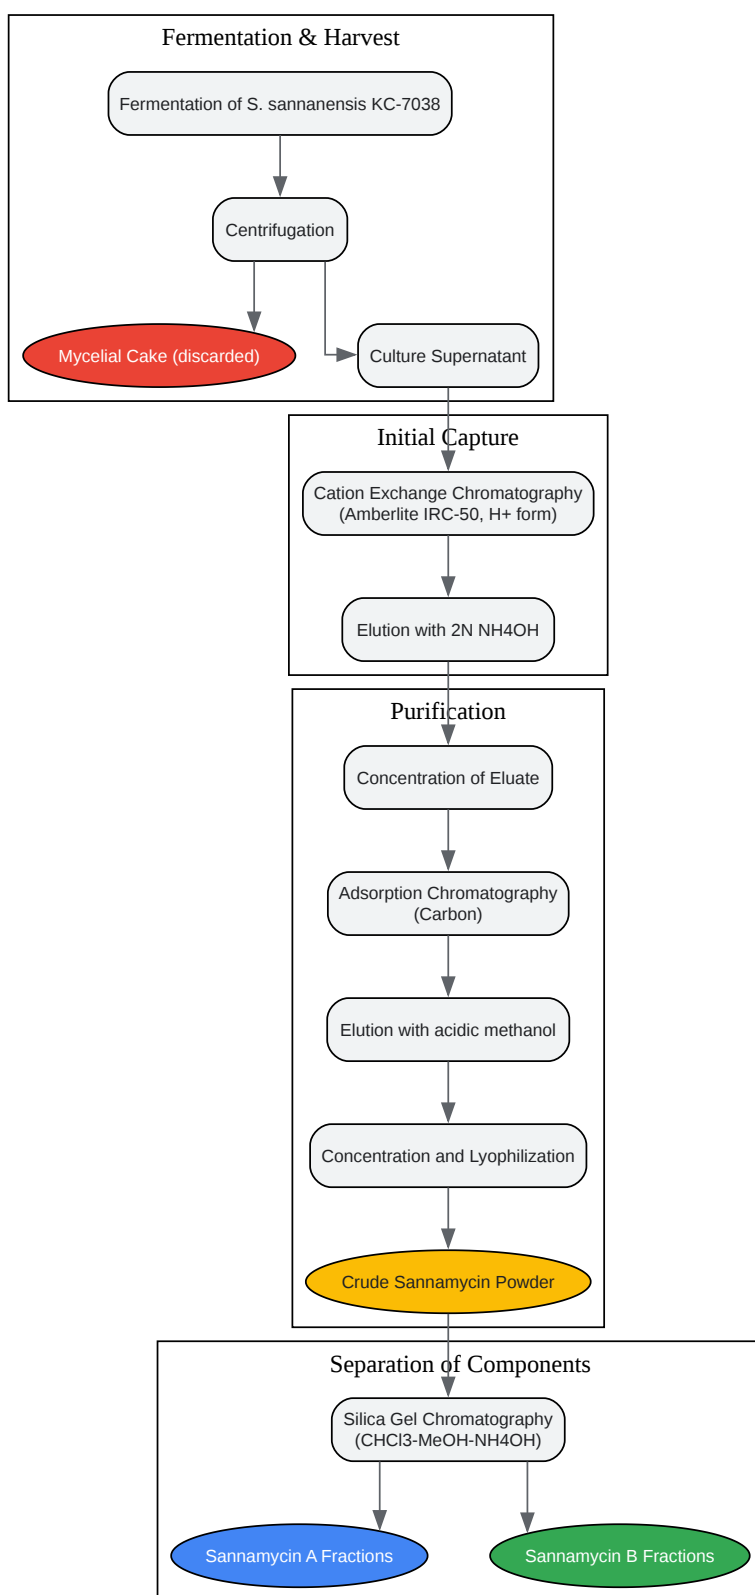 Fermentation & Harvest
Fermentation of S. sannanensis KC-7038
Centrifugation
Mycelial Cake (discarded)
Culture Supernatant
Initial Capture
Cation Exchange Chromatography
(Amberlite IRC-50, H+ form)
Elution with 2N NH4OH
Purification
Concentration of Eluate
Adsorption Chromatography
(Carbon)
Elution with acidic methanol
Concentration and Lyophilization
Crude Sannamycin Powder
Separation of Components
Silica Gel Chromatography
(CHCl3-MeOH-NH4OH)
Sannamycin A Fractions
Sannamycin B Fractions